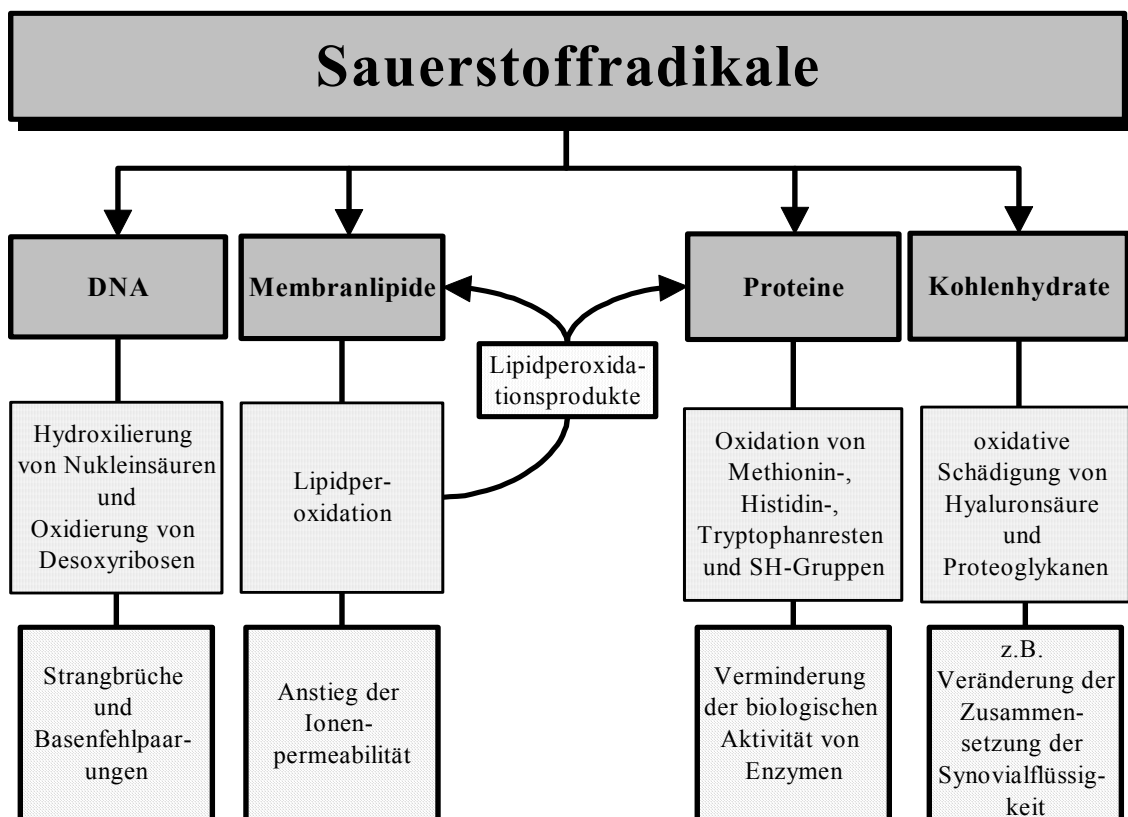 Sauerstoffradikale
DNA
Membranlipide
Proteine
Kohlenhydrate
Lipidperoxida-
tionsprodukte
Hydroxilierung
von Nukleinsäuren
und
Oxidierung von
Desoxyribosen
Lipidper-
oxidation
Oxidation von
Methionin-,
Histidin-,
Tryptophanresten
und SH-Gruppen
oxidative
Schädigung von
Hyaluronsäure
und
Proteoglykanen
Strangbrüche
und
Basenfehlpaar-
ungen
Anstieg der
Ionen-
permeabilität
Verminderung
der biologischen
Aktivität von
Enzymen
z.B.
Veränderung der
Zusammen-
setzung der
Synovialflüssig-
keit